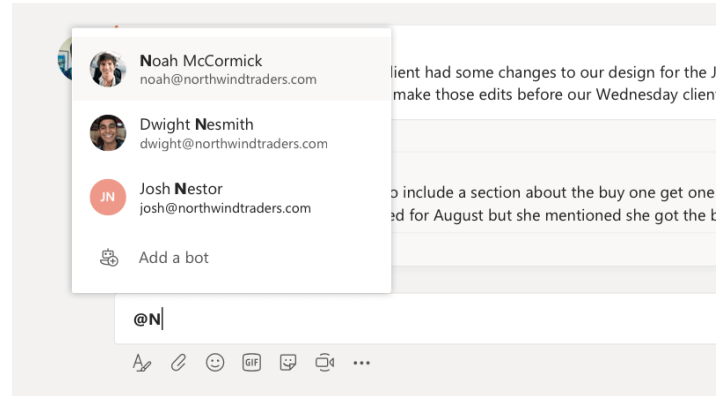 Noah McCormick
noah@northwindtraders.com
Dwight Nesmith
dwight@northwindtraders.com
JN
Josh Nestor
josh@northwindtraders.com
Add a bot
lient had some changes to our design for the J
make those edits before our Wednesday clien
o include a section about the buy one get one
ed for August but she mentioned she got the b
@N
GIF